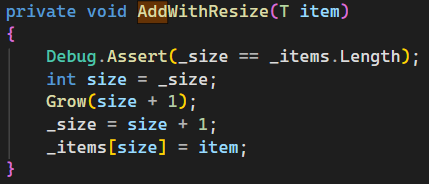 private void AddWithResize(T item)
{
    Debug.Assert(_size == _items.Length);
    int size = _size;
    Grow(size + 1);
    _size = size + 1;
    _items[size] = item;
}